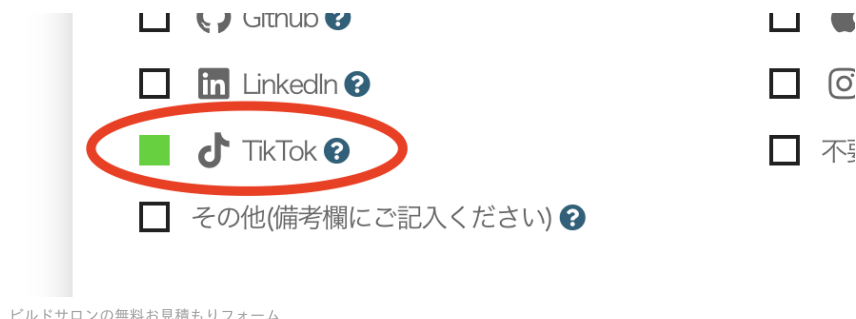 Github
LinkedIn
TikTok
不要
その他(備考欄にご記入ください)
ビルドサロンの無料お見積もりフォーム